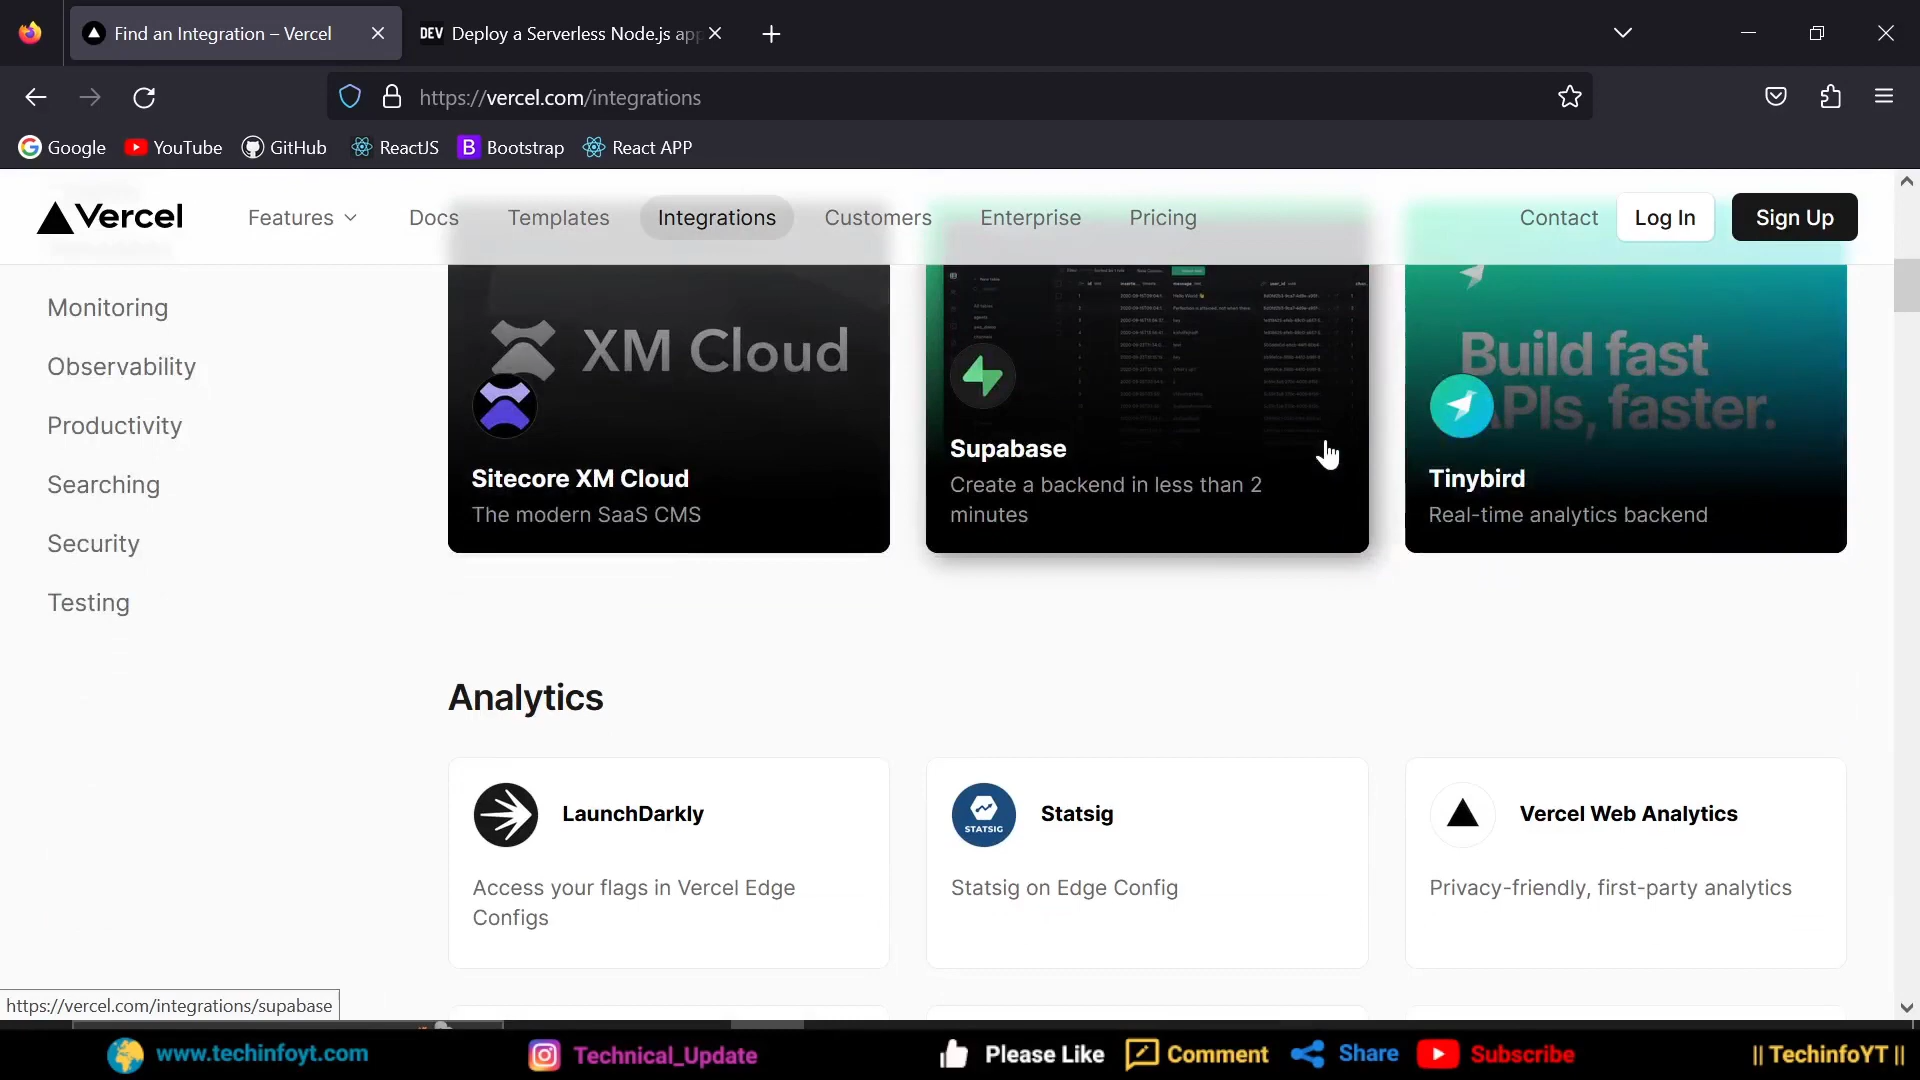 Find an Integration – Vercel
DEV Deploy a Serverless Node.js app
https://vercel.com/integrations
Google YouTube GitHub ReactJS B Bootstrap React APP
Vercel Features Docs Templates Integrations Customers Enterprise Pricing Contact Log In Sign Up
Monitoring
Observability
Productivity
Searching
Security
Testing
XM Cloud
Sitecore XM Cloud
The modern SaaS CMS
Supabase
Create a backend in less than 2
minutes
Build fast
APIs, faster.
Tinybird
Real-time analytics backend
Analytics
LaunchDarkly
Access your flags in Vercel Edge
Configs
STATSIG
Statsig
Statsig on Edge Config
Vercel Web Analytics
Privacy-friendly, first-party analytics
https://vercel.com/integrations/supabase
www.techinfoyt.com Technical_Update Please Like Comment Share Subscribe || TechinfoYT ||